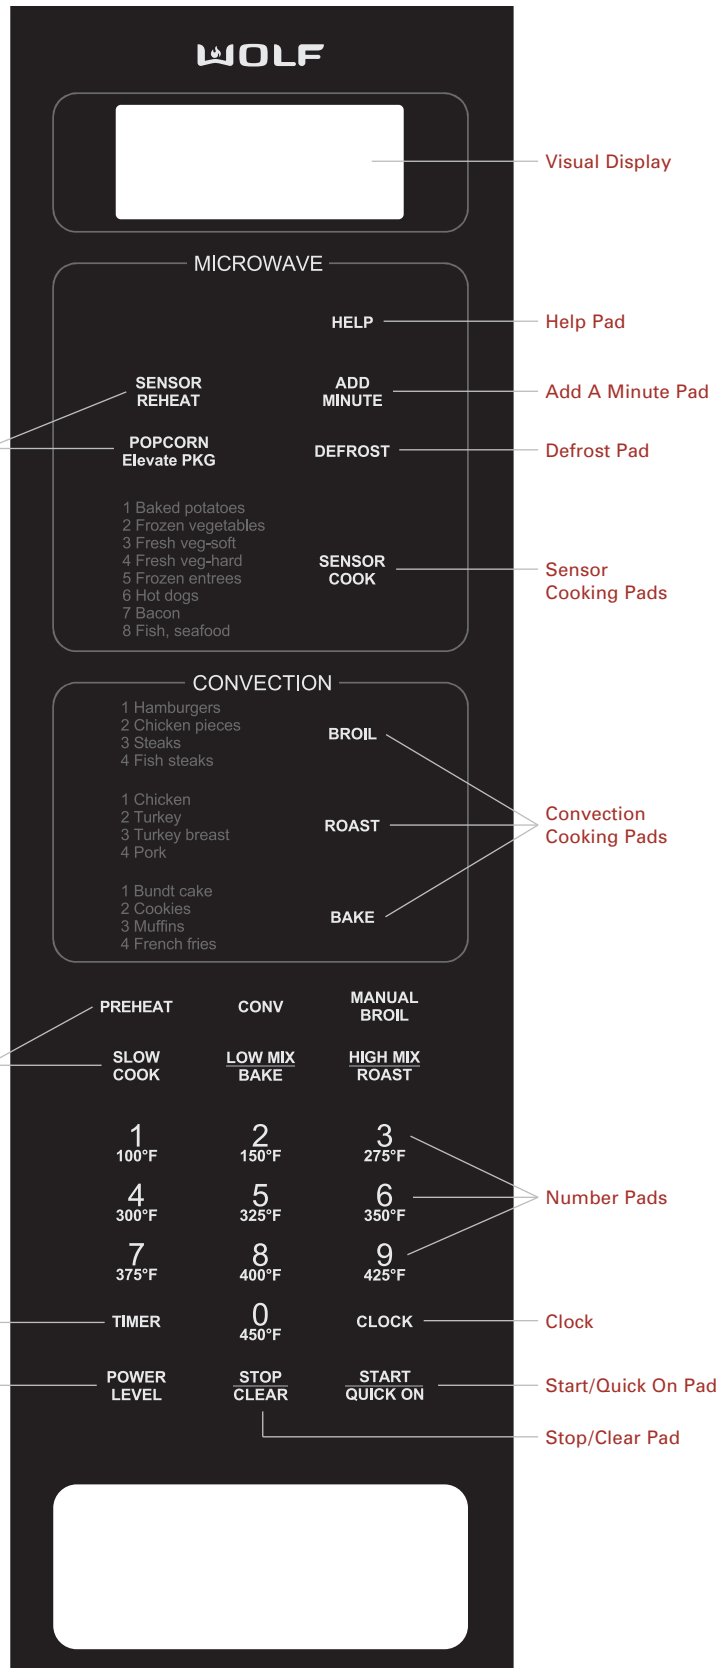 WOLF
Visual Display
MICROWAVE
HELP
Help Pad
SENSOR
REHEAT
ADD
MINUTE
Add A Minute Pad
POPCORN
Elevate PKG
DEFROST
Defrost Pad
1 Baked potatoes
2 Frozen vegetables
3 Fresh veg-soft
4 Fresh veg-hard
5 Frozen entrees
6 Hot dogs
7 Bacon
8 Fish, seafood
SENSOR
COOK
Sensor
Cooking Pads
CONVECTION
1 Hamburgers
2 Chicken pieces
3 Steaks
4 Fish steaks
BROIL
1 Chicken
2 Turkey
3 Turkey breast
4 Pork
ROAST
Convection
Cooking Pads
1 Bundt cake
2 Cookies
3 Muffins
4 French fries
BAKE
PREHEAT
CONV
MANUAL
BROIL
SLOW
COOK
LOW MIX
BAKE
HIGH MIX
ROAST
1
100°F
2
150°F
3
275°F
4
300°F
5
325°F
6
350°F
Number Pads
7
375°F
8
400°F
9
425°F
TIMER
0
450°F
CLOCK
Clock
POWER
LEVEL
STOP
CLEAR
START
QUICK ON
Start/Quick On Pad
Stop/Clear Pad